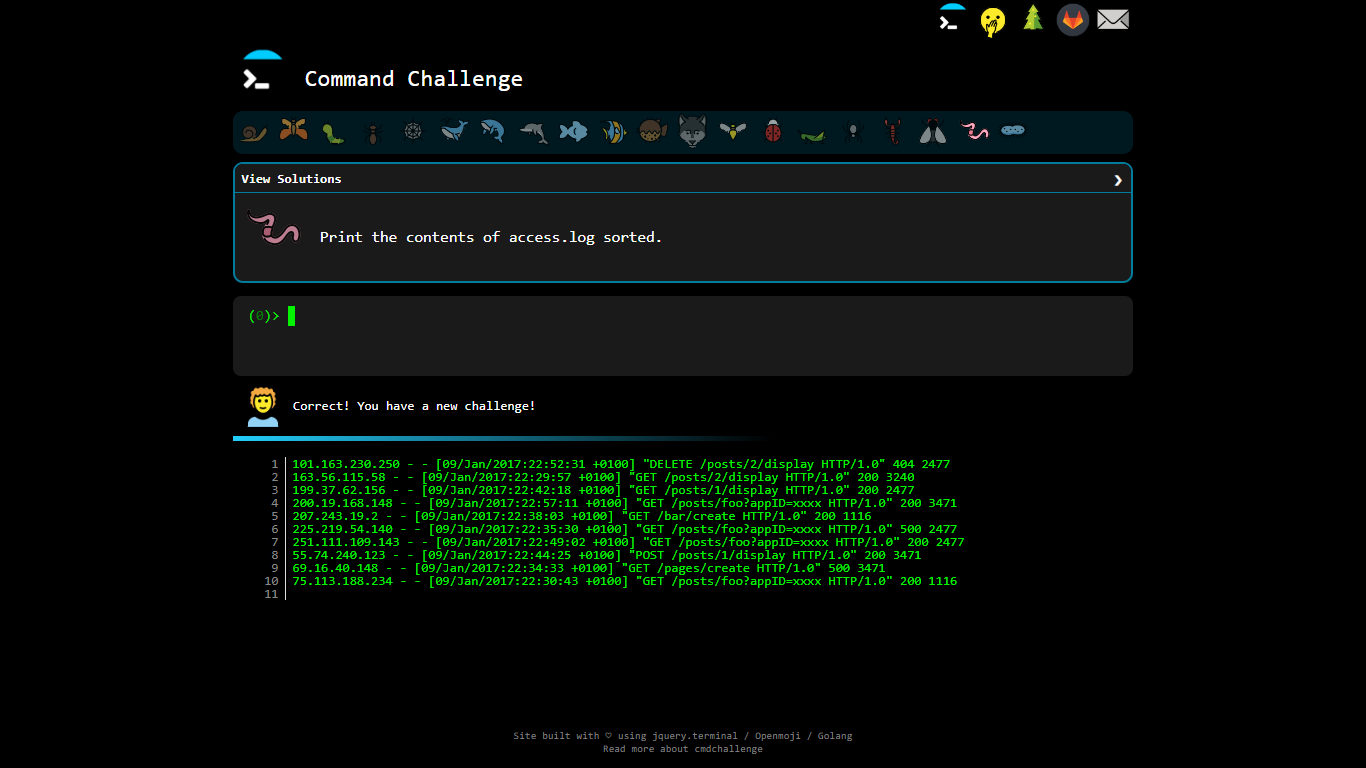 Command Challenge
View Solutions
Print the contents of access.log sorted.
(0)>
Correct! You have a new challenge!
1 101.163.230.250 - - [09/Jan/2017:22:52:31 +0100] "DELETE /posts/2/display HTTP/1.0" 404 2477
2 163.56.115.58 - - [09/Jan/2017:22:29:57 +0100] "GET /posts/2/display HTTP/1.0" 200 3240
3 199.37.62.156 - - [09/Jan/2017:22:42:18 +0100] "GET /posts/1/display HTTP/1.0" 200 2477
4 200.19.168.148 - - [09/Jan/2017:22:57:11 +0100] "GET /posts/foo?appID=xxxx HTTP/1.0" 200 3471
5 207.243.19.2 - - [09/Jan/2017:22:38:03 +0100] "GET /bar/create HTTP/1.0" 200 1116
6 225.219.54.140 - - [09/Jan/2017:22:35:30 +0100] "GET /posts/foo?appID=xxxx HTTP/1.0" 500 2477
7 251.111.109.143 - - [09/Jan/2017:22:49:02 +0100] "GET /posts/foo?appID=xxxx HTTP/1.0" 200 2477
8 55.74.240.123 - - [09/Jan/2017:22:44:25 +0100] "POST /posts/1/display HTTP/1.0" 200 3471
9 69.16.40.148 - - [09/Jan/2017:22:34:33 +0100] "GET /pages/create HTTP/1.0" 500 3471
10 75.113.188.234 - - [09/Jan/2017:22:30:43 +0100] "GET /posts/foo?appID=xxxx HTTP/1.0" 200 1116
11
Site built with ♡ using jquery.terminal / Openmoji / Golang
Read more about cmdchallenge